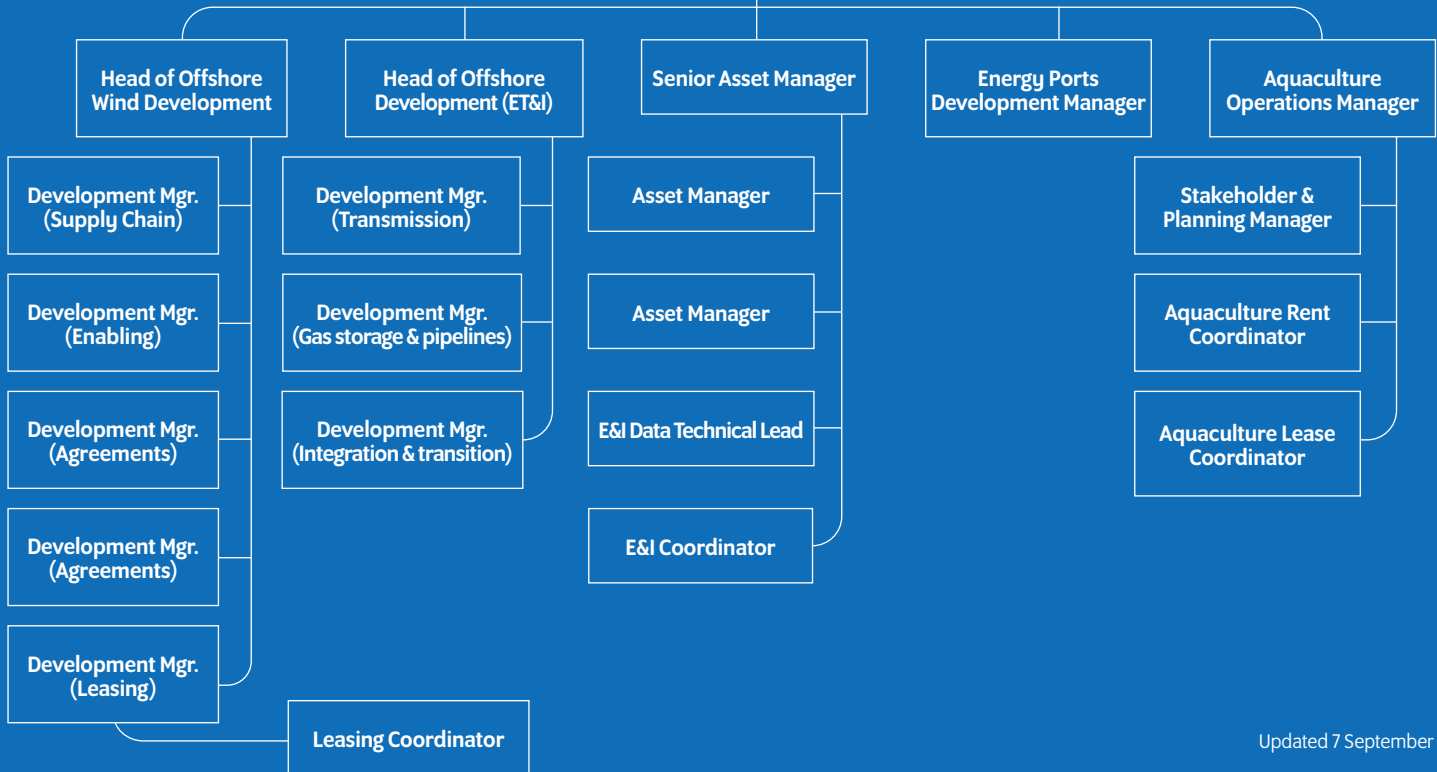 Head of Offshore
Wind Development
Head of Offshore
Development (ET&I)
Senior Asset Manager
Energy Ports
Development Manager
Aquaculture
Operations Manager
Development Mgr.
(Supply Chain)
Development Mgr.
(Transmission)
Asset Manager
Stakeholder &
Planning Manager
Development Mgr.
(Enabling)
Development Mgr.
(Gas storage & pipelines)
Asset Manager
Aquaculture Rent
Coordinator
Development Mgr.
(Agreements)
Development Mgr.
(Integration & transition)
E&I Data Technical Lead
Aquaculture Lease
Coordinator
Development Mgr.
(Agreements)
E&I Coordinator
Development Mgr.
(Leasing)
Leasing Coordinator
Updated 7 September